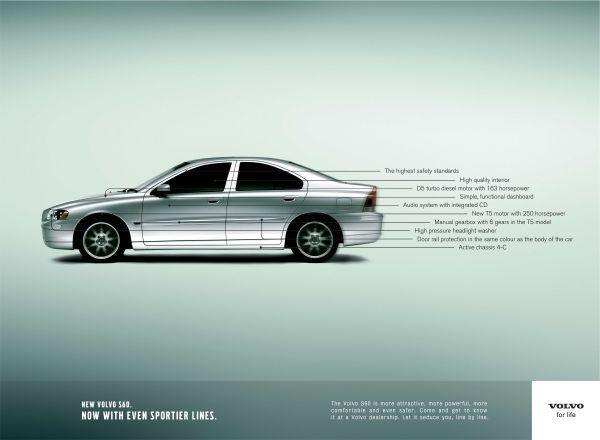 The highest safety standards
High quality interior
D5 turbo diesel motor with 163 horsepower
Simple, functional dashboard
Audio system with integrated CD
New T5 motor with 250 horsepower
Manual gearbox with 6 gears in the T5 model
High pressure headlight washer
Door rail protection in the same colour as the body of the car
Active chassis 4-C
NEW VOLVO S60.
NOW WITH EVEN SPORTIER LINES.
The Volvo S60 is more attractive, more powerful, more
comfortable and even safer. Come and get to know
it at a Volvo dealership. Let it seduce you, line by line.
VOLVO
for life